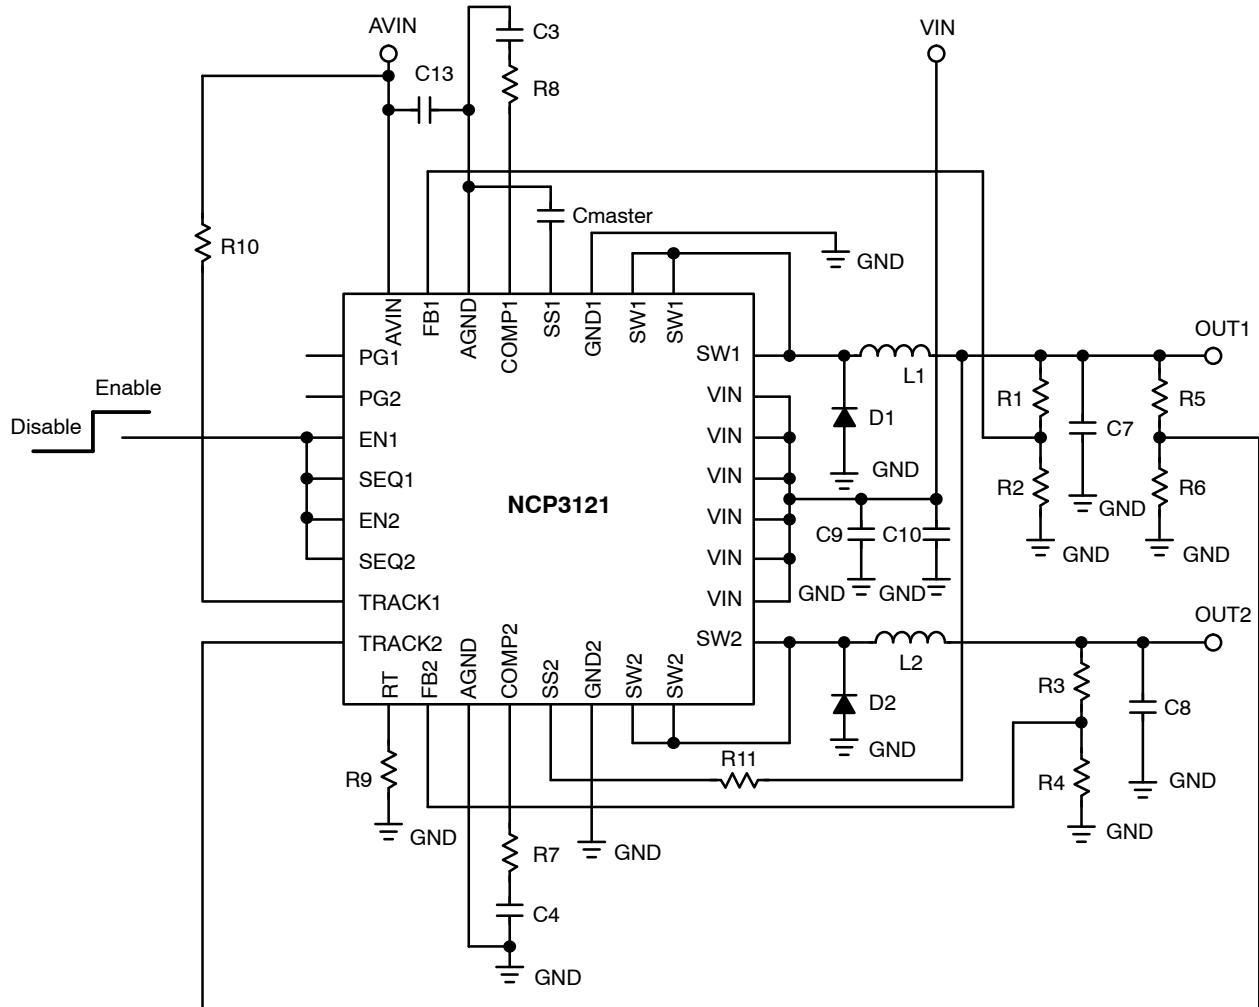 AVIN
C3
VIN
C13
R8
Cmaster
R10
GND
AVIN
FB1
AGND
COMP1
SS1
GND1
SW1
SW1
OUT1
PG1
SW1
L1
Enable
PG2
VIN
R1
R5
Disable
EN1
VIN
D1
C7
SEQ1
VIN
GND
R2
R6
NCP3121
GND
EN2
VIN
C9
C10
SEQ2
VIN
GND
GND
TRACK1
VIN
GND
GND
OUT2
TRACK2
SW2
L2
RT
FB2
AGND
COMP2
SS2
GND2
SW2
SW2
R3
D2
C8
GND
R11
R9
R4
GND
GND
GND
R7
GND
C4
GND